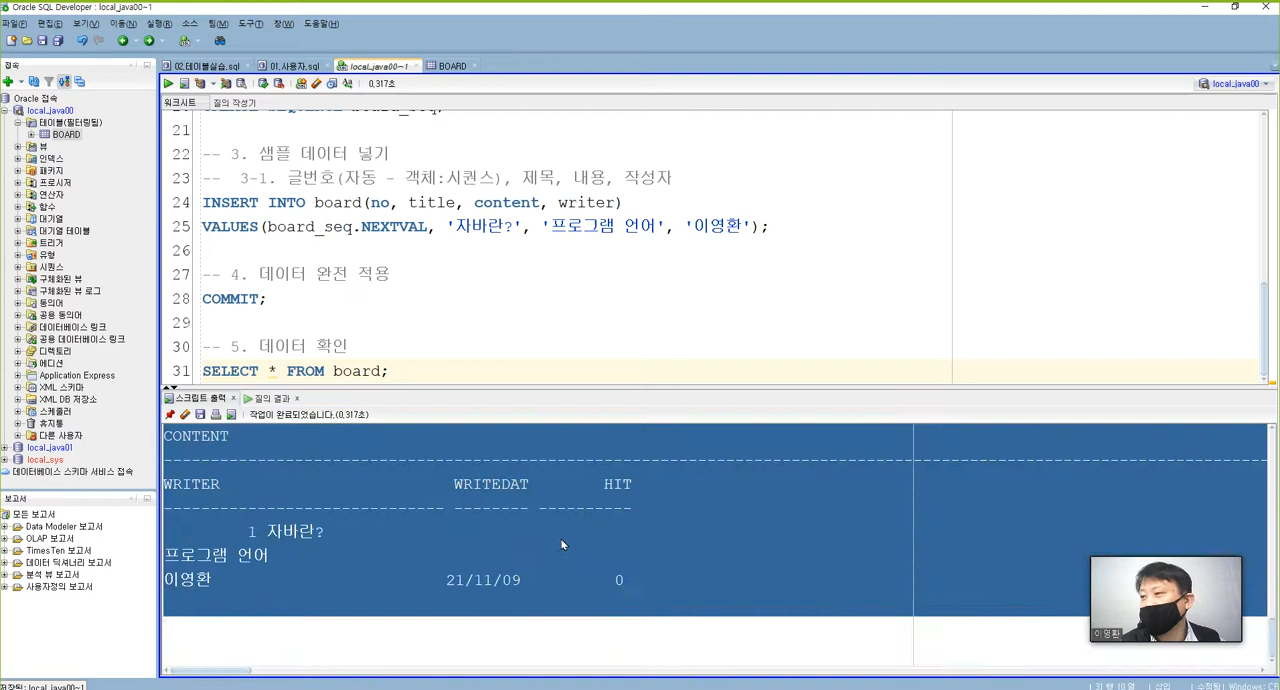 Oracle SQL Developer : local_java00~1
파일(F) 편집(E) 보기(V) 이동(N) 실행(R) 소스 팀(M) 도구(T) 창(W) 도움말(H)
접속
Oracle 접속
local_java00
테이블(필터링됨)
BOARD
뷰
인덱스
패키지
프로시저
연산자
함수
대기열
대기열 테이블
트리거
유형
시퀀스
구체화된 뷰
구체화된 뷰 로그
동의어
공용 동의어
데이터베이스 링크
공용 데이터베이스 링크
디렉토리
에디션
Application Express
XML 스키마
XML DB 저장소
스케줄러
휴지통
다른 사용자
local_java01
local_sys
데이터베이스 스키마 서비스 접속
보고서
모든 보고서
Data Modeler 보고서
OLAP 보고서
TimesTen 보고서
데이터 딕셔너리 보고서
분석 뷰 보고서
사용자정의 보고서
02.테이블실습.sql 01.사용자.sql local_java00~1 BOARD
0,317초 local_java00
워크시트 질의 작성기
21
22 -- 3. 샘플 데이터 넣기
23 --  3-1. 글번호(자동 - 객체:시퀀스), 제목, 내용, 작성자
24 INSERT INTO board(no, title, content, writer)
25 VALUES(board_seq.NEXTVAL, '자바란?', '프로그램 언어', '이영환');
26
27 -- 4. 데이터 완전 적용
28 COMMIT;
29
30 -- 5. 데이터 확인
31 SELECT * FROM board;
스크립트 출력 x 질의 결과 x
작업이 완료되었습니다.(0,317초)
CONTENT
WRITER WRITEDAT HIT
1 자바란?
프로그램 언어
이영환 21/11/09 0
이영환
저장됨: local_java00~1
31 행 10 열 삽입 수정됨 Windows: CR